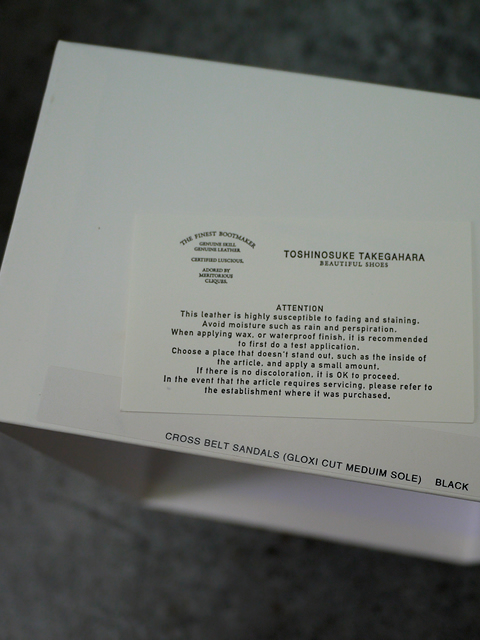 THE FINEST BOOTMAKER
GENUINE SKILL
GENUINE LEATHER.
CERTIFIED LUSCIOUS.
ADORED BY
MERITORIOUS
CLIQUES.
TOSHINOSUKE TAKEGAHARA
BEAUTIFUL SHOES
ATTENTION
This leather is highly susceptible to fading and staining.
Avoid moisture such as rain and perspiration.
When applying wax, or waterproof finish, it is recommended
to first do a test application.
Choose a place that doesn't stand out, such as the inside of
the article, and apply a small amount.
If there is no discoloration, it is OK to proceed.
In the event that the article requires servicing, please refer to
the establishment where it was purchased.
CROSS BELT SANDALS (GLOXI CUT MEDUIM SOLE) BLACK